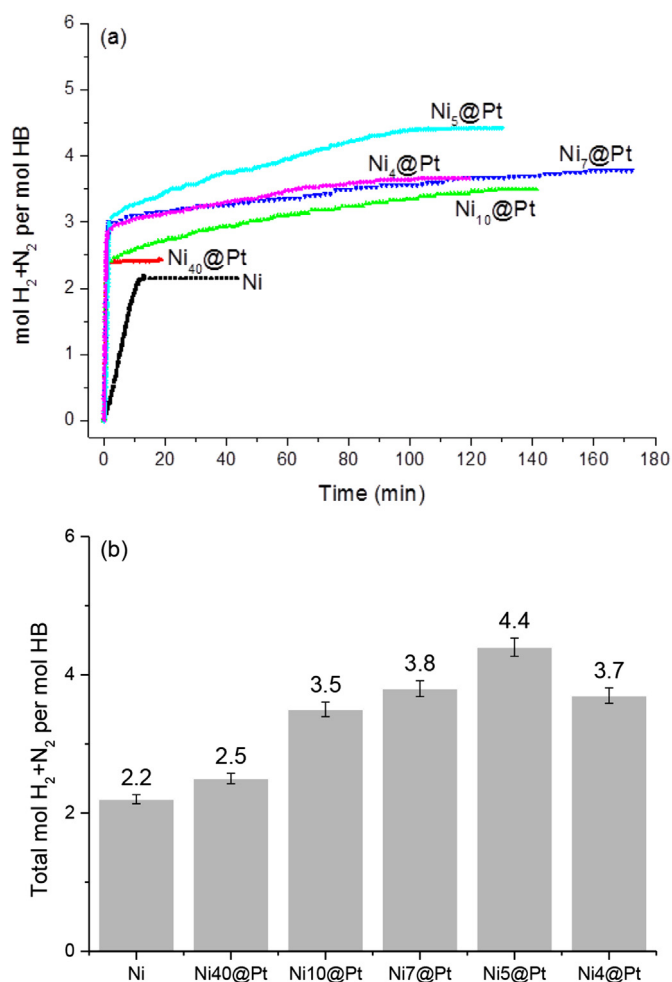 (a)
6
5
4
3
2
1
0
mol H₂+N₂ per mol HB
Ni₅@Pt
Ni₄@Pt
Ni₇@Pt
Ni₁₀@Pt
Ni₄₀@Pt
Ni
0 20 40 60 80 100 120 140 160 180
Time (min)
(b)
6
4
2
0
Total mol H₂+N₂ per mol HB
2.2
2.5
3.5
3.8
4.4
3.7
Ni Ni40@Pt Ni10@Pt Ni7@Pt Ni5@Pt Ni4@Pt